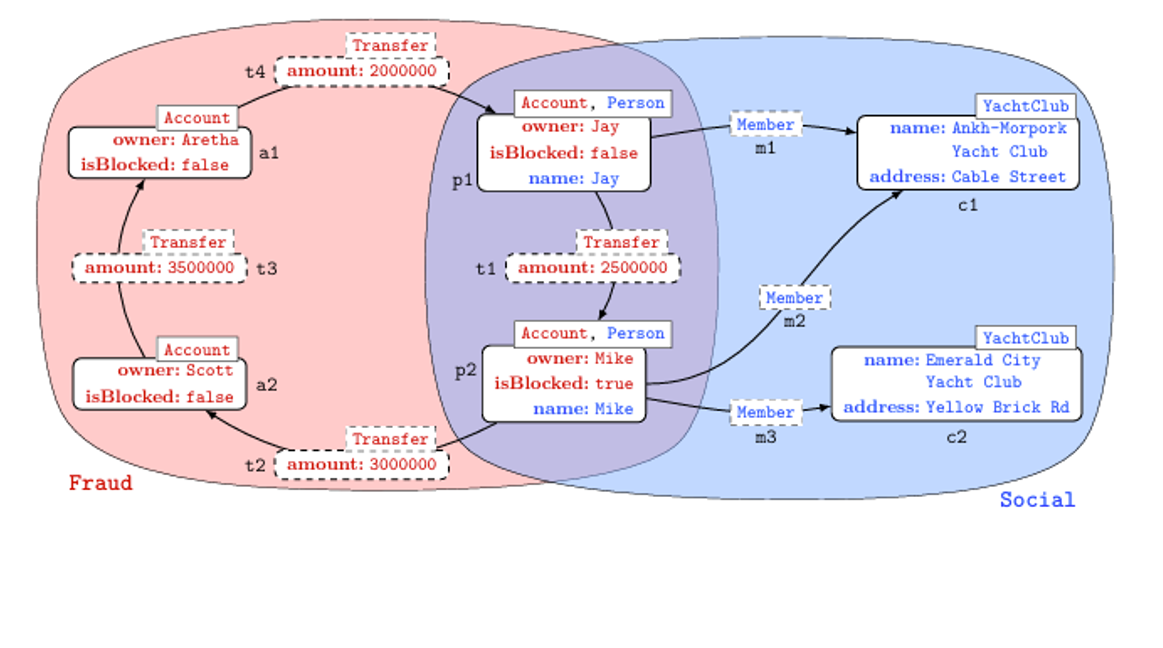 Transfer
t4 amount: 2000000
Account
owner: Aretha
isBlocked: false
a1
Account, Person
owner: Jay
isBlocked: false
name: Jay
p1
Member
m1
YachtClub
name: Ankh-Morpork
Yacht Club
address: Cable Street
c1
Transfer
amount: 3500000 t3
Transfer
t1 amount: 2500000
Member
m2
Account
owner: Scott
isBlocked: false
a2
Account, Person
owner: Mike
isBlocked: true
name: Mike
p2
YachtClub
name: Emerald City
Yacht Club
address: Yellow Brick Rd
c2
Member
m3
Transfer
t2 amount: 3000000
Fraud
Social